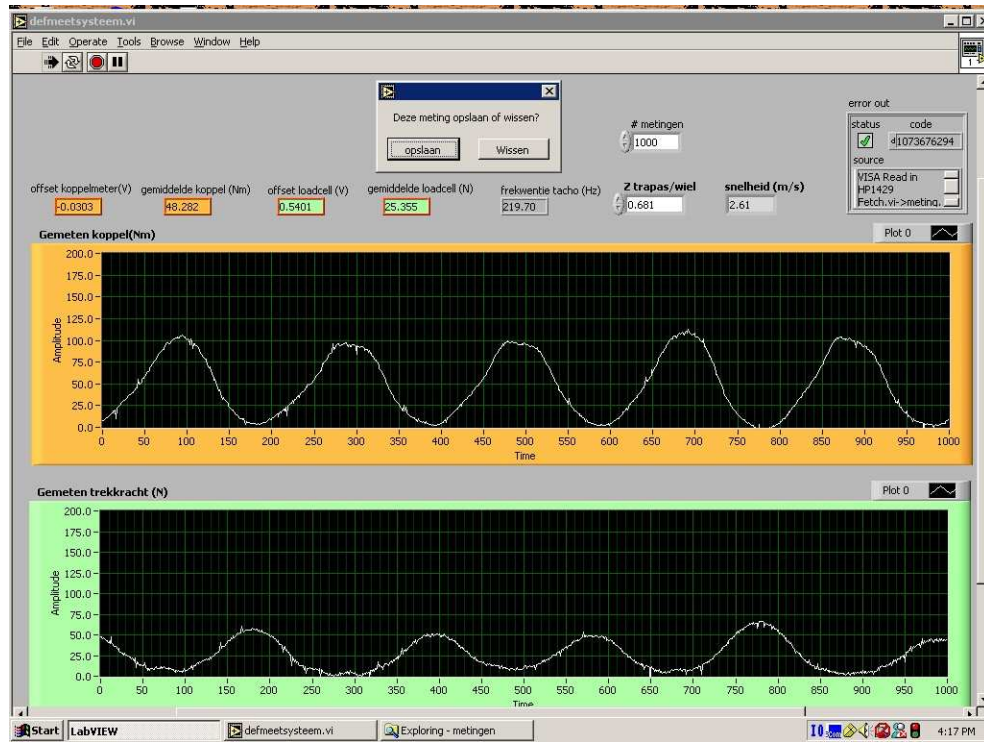 defmeetsysteem.vi
File Edit Operate Tools Browse Window Help
Deze meting opslaan of wissen?
opslaan Wissen
# metingen
1000
error out
status code
d 1073676294
source
VISA Read in
HP1429
Fetch.vi->meting.
offset koppelmeter(V) gemiddelde koppel (Nm) offset loadcell (V) gemiddelde loadcell (N) frekwentie tacho (Hz) Z trapas/wiel snelheid (m/s)
-0.0303 48.282 0.5401 25.355 219.70 0.681 2.61
Gemeten koppel(Nm)
Plot 0
200.0
175.0
150.0
125.0
100.0
75.0
50.0
25.0
0.0
Amplitude
0 50 100 150 200 250 300 350 400 450 500 550 600 650 700 750 800 850 900 950 1000
Time
Gemeten trekkracht (N)
Plot 0
200.0
175.0
150.0
125.0
100.0
75.0
50.0
25.0
0.0
Amplitude
0 50 100 150 200 250 300 350 400 450 500 550 600 650 700 750 800 850 900 950 1000
Time
Start LabVIEW defmeetsysteem.vi Exploring - metingen 4:17 PM